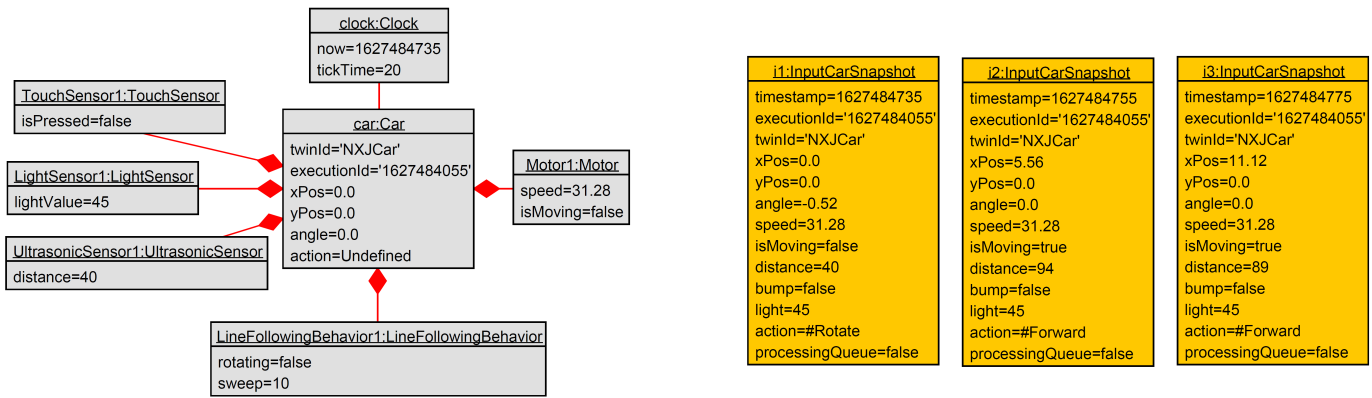 clock:Clock
now=1627484735
tickTime=20
TouchSensor1:TouchSensor
isPressed=false
LightSensor1:LightSensor
lightValue=45
UltrasonicSensor1:UltrasonicSensor
distance=40
car:Car
twinId='NXJCar'
executionId='1627484055'
xPos=0.0
yPos=0.0
angle=0.0
action=Undefined
Motor1:Motor
speed=31.28
isMoving=false
LineFollowingBehavior1:LineFollowingBehavior
rotating=false
sweep=10
i1:InputCarSnapshot
timestamp=1627484735
executionId='1627484055'
twinId='NXJCar'
xPos=0.0
yPos=0.0
angle=-0.52
speed=31.28
isMoving=false
distance=40
bump=false
light=45
action=#Rotate
processingQueue=false
i2:InputCarSnapshot
timestamp=1627484755
executionId='1627484055'
twinId='NXJCar'
xPos=5.56
yPos=0.0
angle=0.0
speed=31.28
isMoving=true
distance=94
bump=false
light=45
action=#Forward
processingQueue=false
i3:InputCarSnapshot
timestamp=1627484775
executionId='1627484055'
twinId='NXJCar'
xPos=11.12
yPos=0.0
angle=0.0
speed=31.28
isMoving=true
distance=89
bump=false
light=45
action=#Forward
processingQueue=false